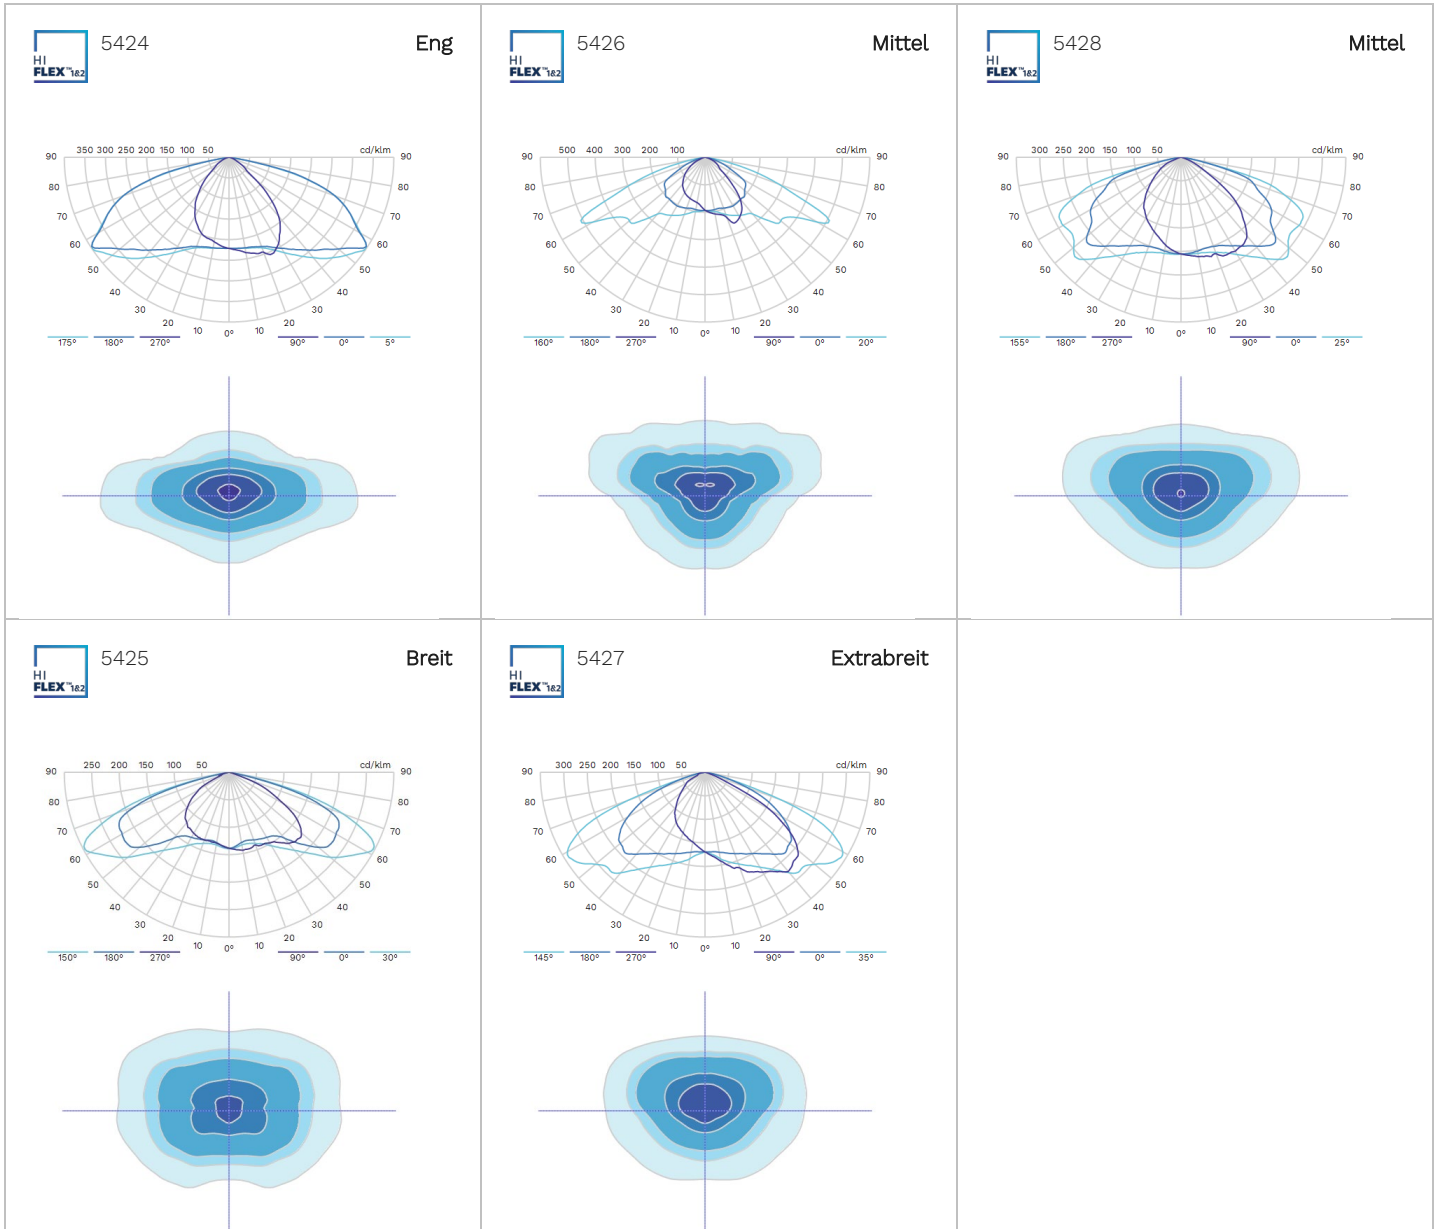 HI
FLEX™1&2
5424
Eng
350 300 250 200 150 100 50
cd/klm
90 90
80 80
70 70
60 60
50 50
40 40
30 30
20 20
10 0° 10
175° 180° 270° 90° 0° 5°
HI
FLEX™1&2
5426
Mittel
500 400 300 200 100
cd/klm
90 90
80 80
70 70
60 60
50 50
40 40
30 30
20 20
10 0° 10
160° 180° 270° 90° 0° 20°
HI
FLEX™1&2
5428
Mittel
300 250 200 150 100 50
cd/klm
90 90
80 80
70 70
60 60
50 50
40 40
30 30
20 20
10 0° 10
155° 180° 270° 90° 0° 25°
HI
FLEX™1&2
5425
Breit
250 200 150 100 50
cd/klm
90 90
80 80
70 70
60 60
50 50
40 40
30 30
20 20
10 0° 10
150° 180° 270° 90° 0° 30°
HI
FLEX™1&2
5427
Extrabreit
300 250 200 150 100 50
cd/klm
90 90
80 80
70 70
60 60
50 50
40 40
30 30
20 20
10 0° 10
145° 180° 270° 90° 0° 35°